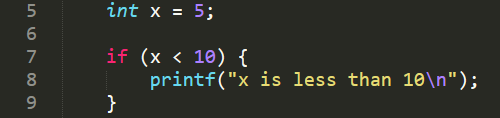 5 int x = 5;
6
7 if (x < 10) {
8 printf("x is less than 10\n");
9 }